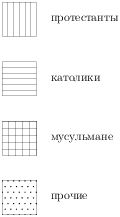 протестанты
католики
мусульмане
прочие